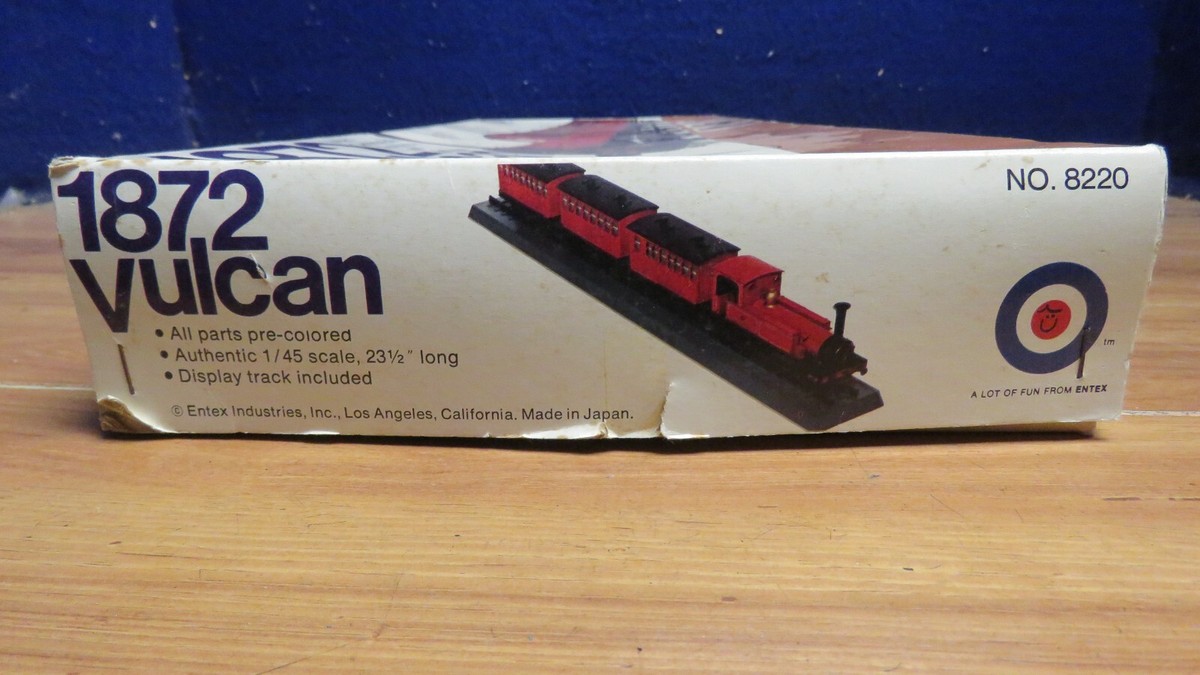 1872
Vulcan
• All parts pre-colored
• Authentic 1/45 scale, 23½" long
• Display track included
© Entex Industries, Inc., Los Angeles, California. Made in Japan.
NO. 8220
tm
A LOT OF FUN FROM ENTEX